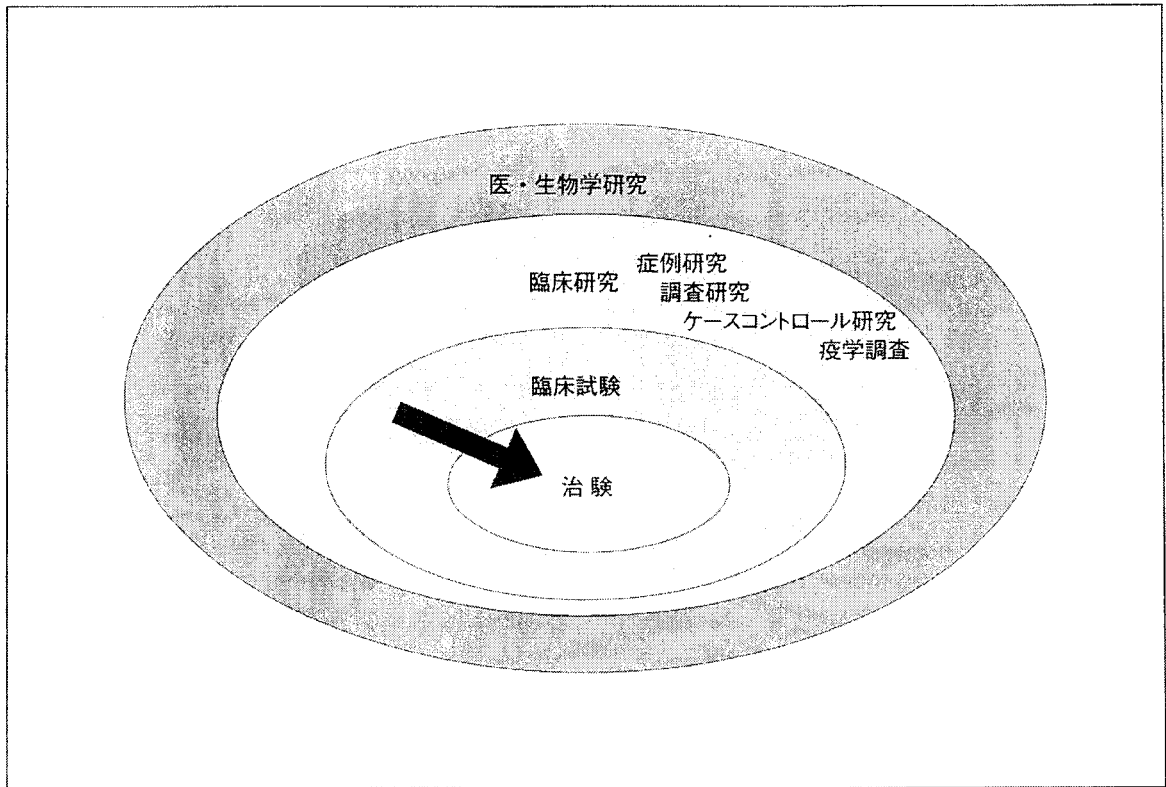 医・生物学研究
臨床研究
症例研究
調査研究
ケースコントロール研究
疫学調査
臨床試験
治験